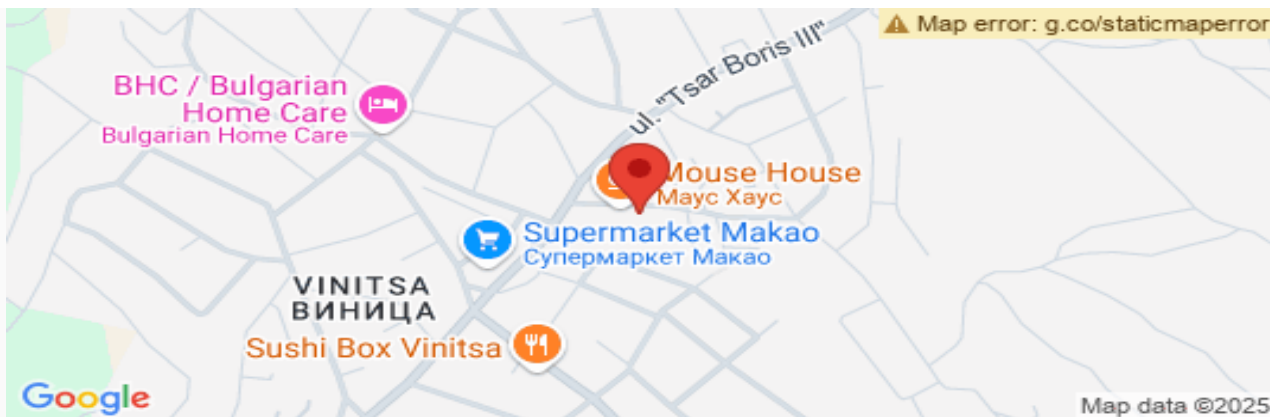 Map error: g.co/staticmaperror
ul. "Tsar Boris III"
BHC / Bulgarian
Home Care
Bulgarian Home Care
Mouse House
Маус Хаус
Supermarket Makao
Супермаркет Макао
VINITSA
ВИНИЦА
Sushi Box Vinitsa
Google
Map data ©2025